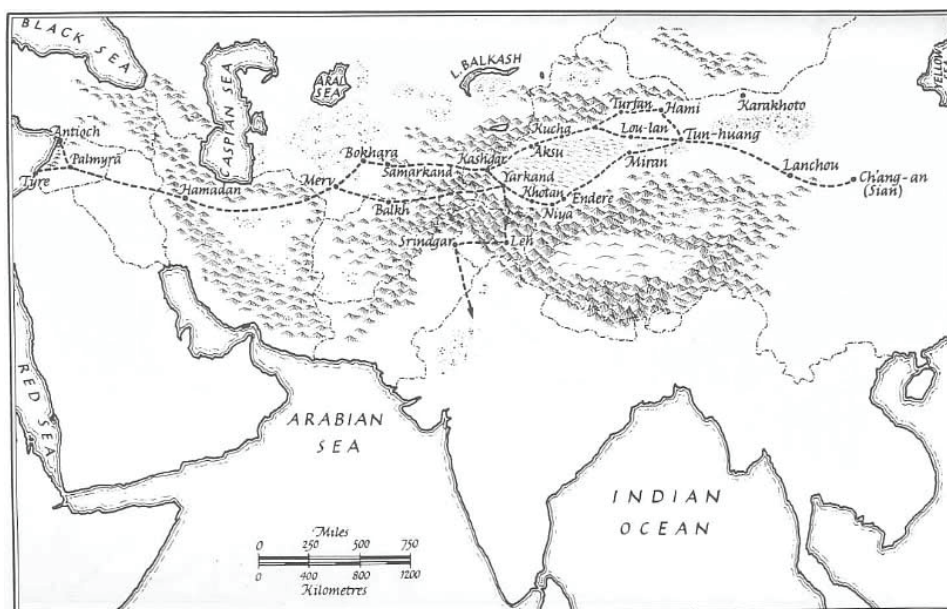 BLACK SEA
CASPIAN SEA
ARAL
SEA
L. BALKASH
YELLOW
SEA
Antioch
Palmyra
Tyre
Hamadan
Merv
Bokhara
Samarkand
Balkh
Kashgar
Yarkand
Khotan
Niya
Endere
Miran
Aksu
Kucha
Turfan
Hami
Lou-lan
Tun-huang
Karakhoto
Lanchou
Ch'ang-an
(Sian)
Srinagar
Leh
RED SEA
ARABIAN
SEA
INDIAN
OCEAN
Miles
0 250 500 750
0 400 800 1200
Kilometres